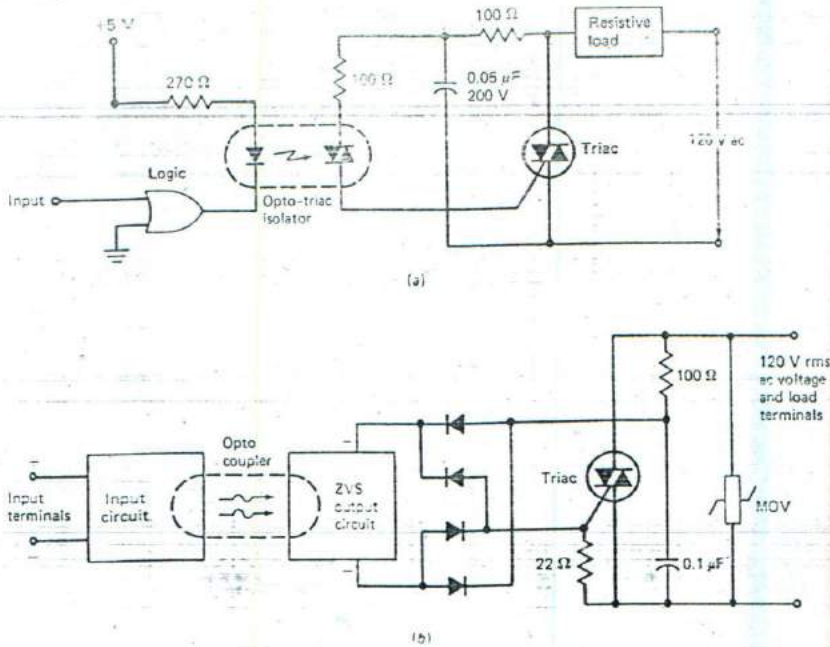 +5 V
270 Ω
100 Ω
100 Ω
0.05 μF
200 V
Resistive
load
120 V ac
Triac
Logic
Input
Opto-triac
isolator
(a)
120 V rms
ac voltage
and load
terminals
100 Ω
Opto
coupler
Triac
MOV
Input
terminals
Input
circuit
ZVS
output
circuit
22 Ω
0.1 μF
(b)